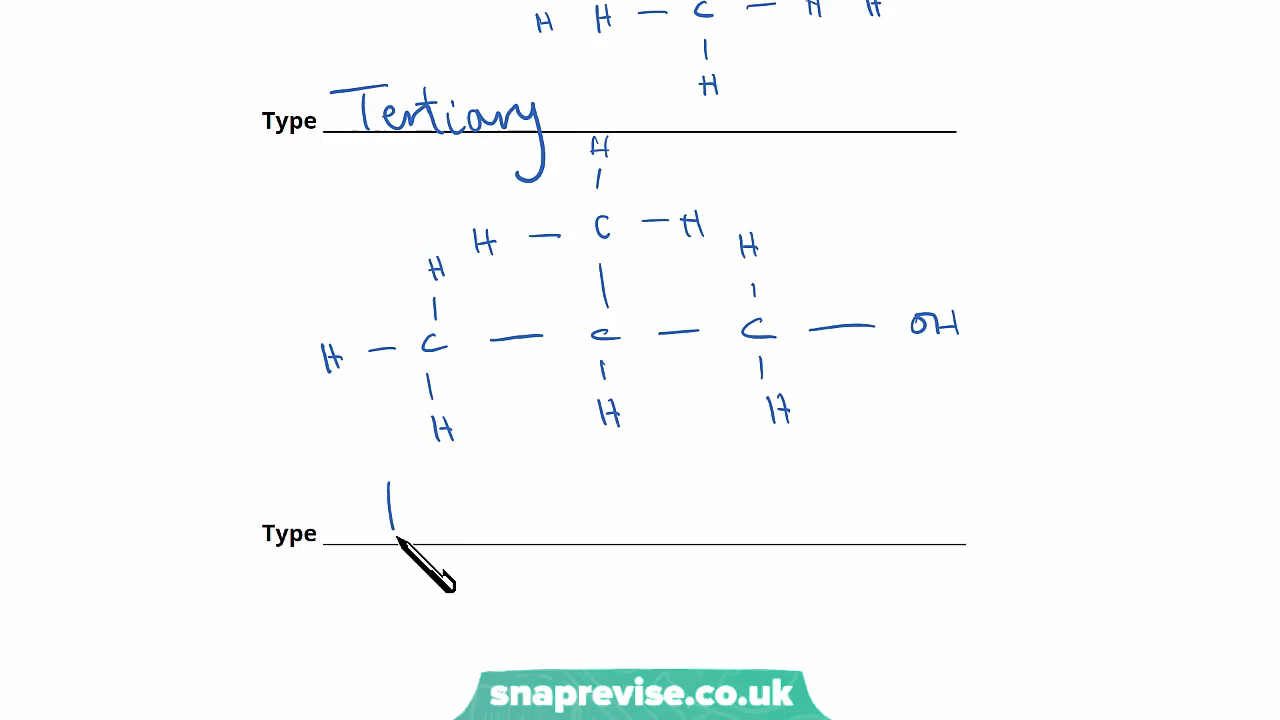 H H — C — H H
H
Type Tertiary
H
H — C — H
H H
H — C — C — C — OH
H H H
Type
snaprevise.co.uk